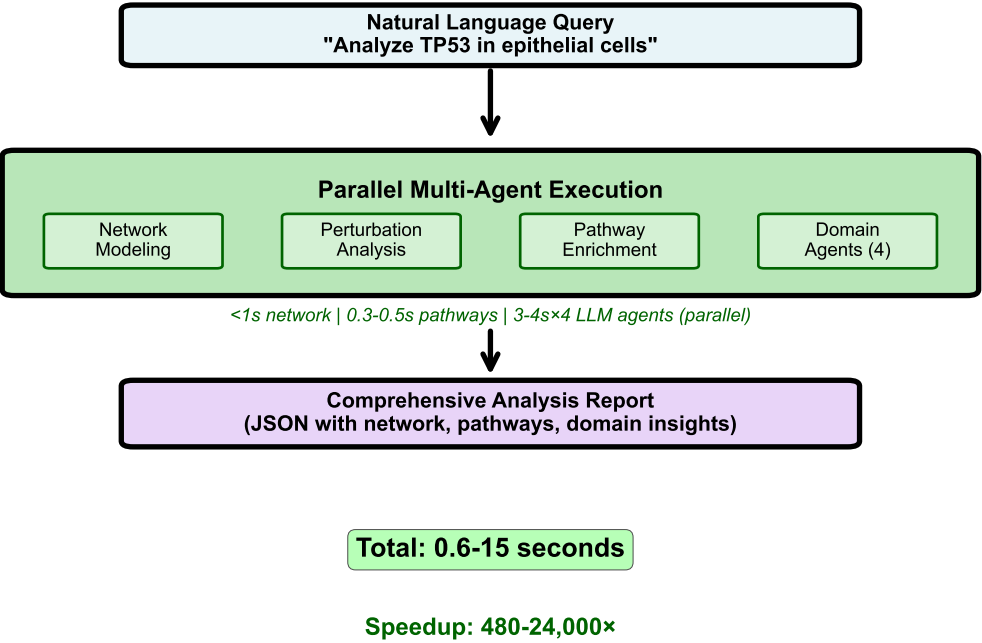 Natural Language Query
"Analyze TP53 in epithelial cells"
Parallel Multi-Agent Execution
Network
Modeling
Perturbation
Analysis
Pathway
Enrichment
Domain
Agents (4)
<1s network | 0.3-0.5s pathways | 3-4s×4 LLM agents (parallel)
Comprehensive Analysis Report
(JSON with network, pathways, domain insights)
Total: 0.6-15 seconds
Speedup: 480-24,000×